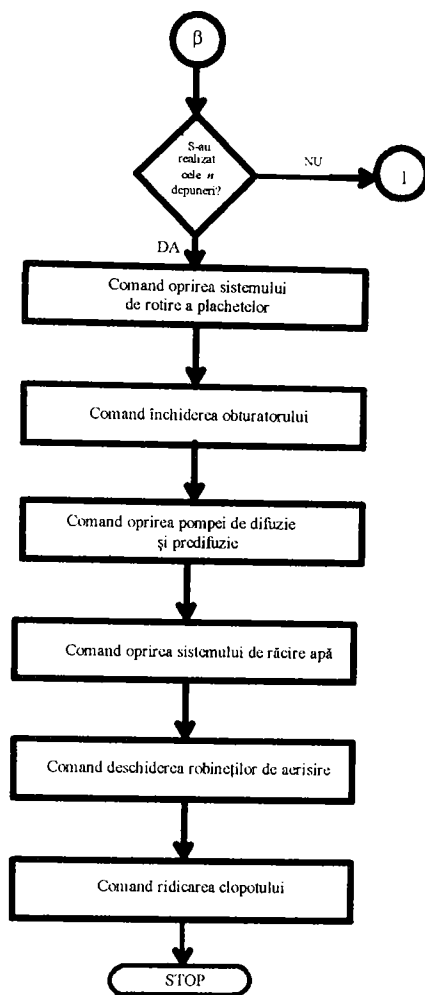 β
S-au
realizat
cele n
depuneri?
NU
1
DA
Comand oprirea sistemului
de rotire a plachetelor
Comand închiderea obturatorului
Comand oprirea pompei de difuzie
și predifuzie
Comand oprirea sistemului de răcire apă
Comand deschiderea robineților de aerisire
Comand ridicarea clopotului
STOP